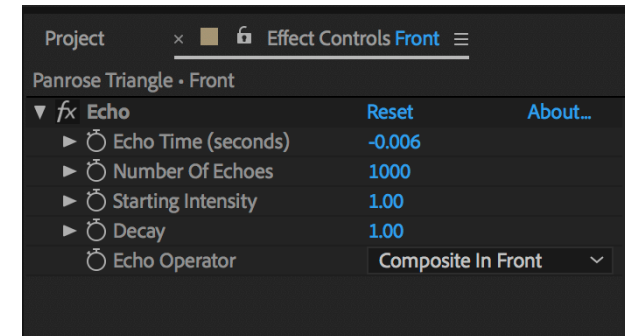 Project × Effect Controls Front
Panrose Triangle • Front
fx Echo Reset About...
Echo Time (seconds) -0.006
Number Of Echoes 1000
Starting Intensity 1.00
Decay 1.00
Echo Operator Composite In Front